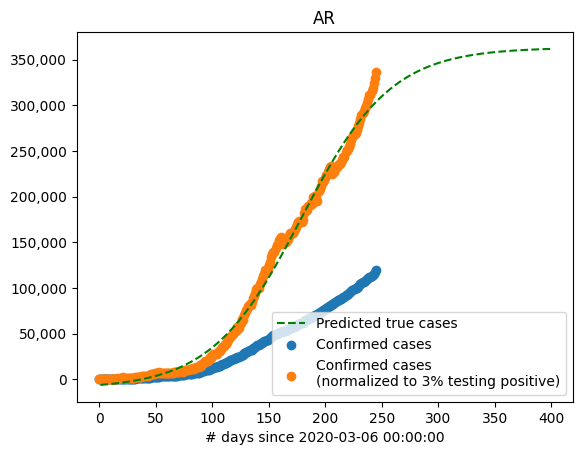 AR
350,000
300,000
250,000
200,000
150,000
100,000
50,000
0
Predicted true cases
Confirmed cases
Confirmed cases
(normalized to 3% testing positive)
0 50 100 150 200 250 300 350 400
# days since 2020-03-06 00:00:00